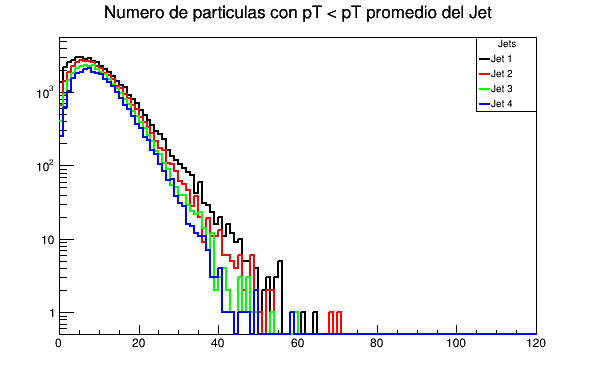 Numero de particulas con pT < pT promedio del Jet
Jets
Jet 1
Jet 2
Jet 3
Jet 4
10³
10²
10
1
0 20 40 60 80 100 120